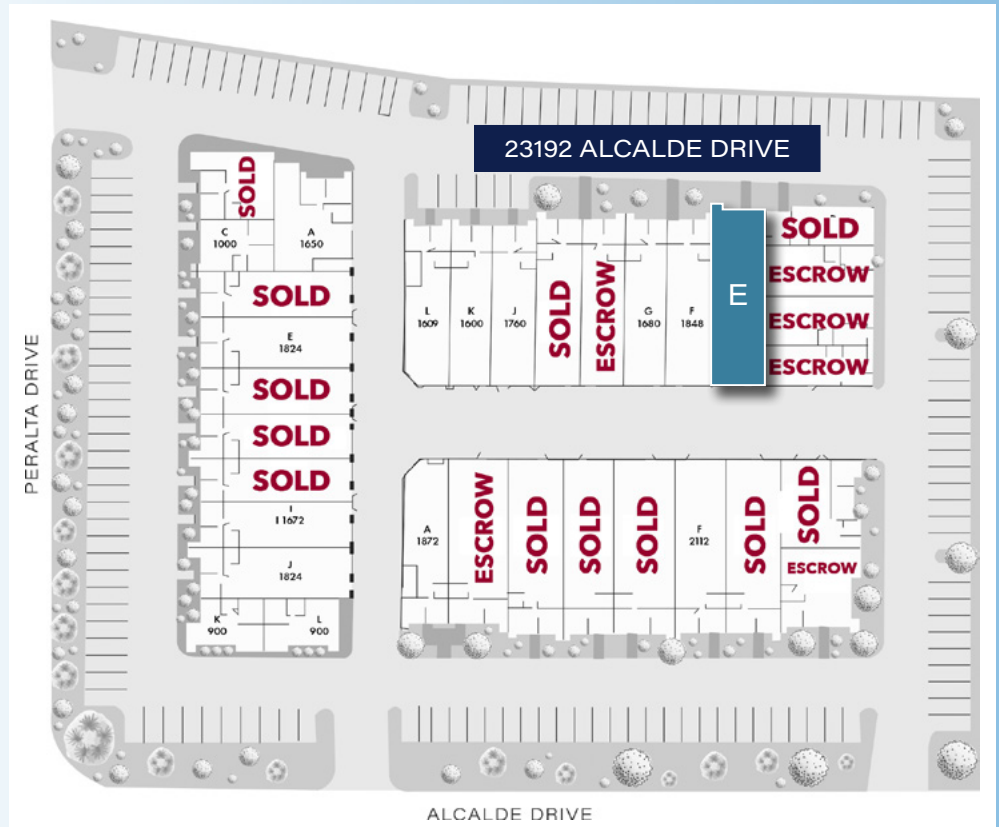 23192 ALCALDE DRIVE
SOLD
C
1000
A
1650
SOLD
E
1824
SOLD
SOLD
SOLD
I
I 1672
J
1824
K
900
L
900
L
1609
K
1600
J
1760
SOLD
ESCROW
G
1680
F
1848
E
SOLD
ESCROW
ESCROW
ESCROW
A
1872
ESCROW
SOLD
SOLD
SOLD
F
2112
SOLD
SOLD
ESCROW
PERALTA DRIVE
ALCALDE DRIVE